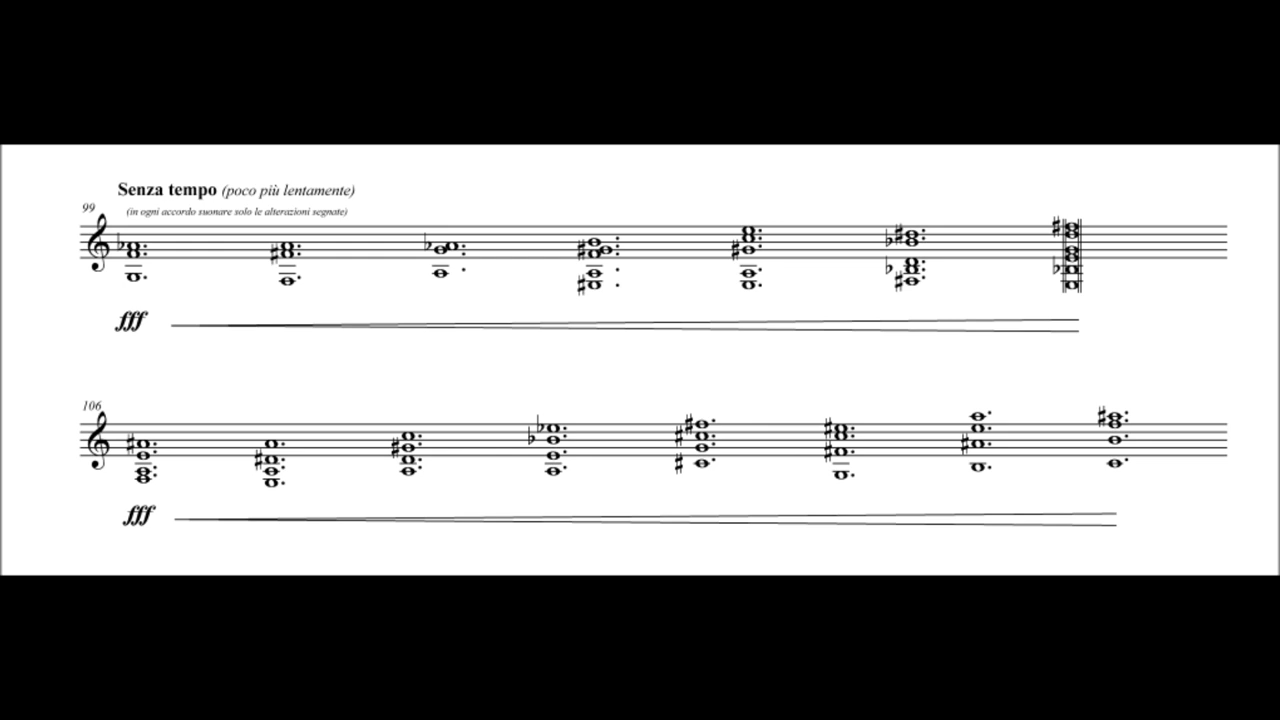 Senza tempo (poco più lentamente)
99
(in ogni accordo suonare solo le alterazioni segnate)
fff
106
fff